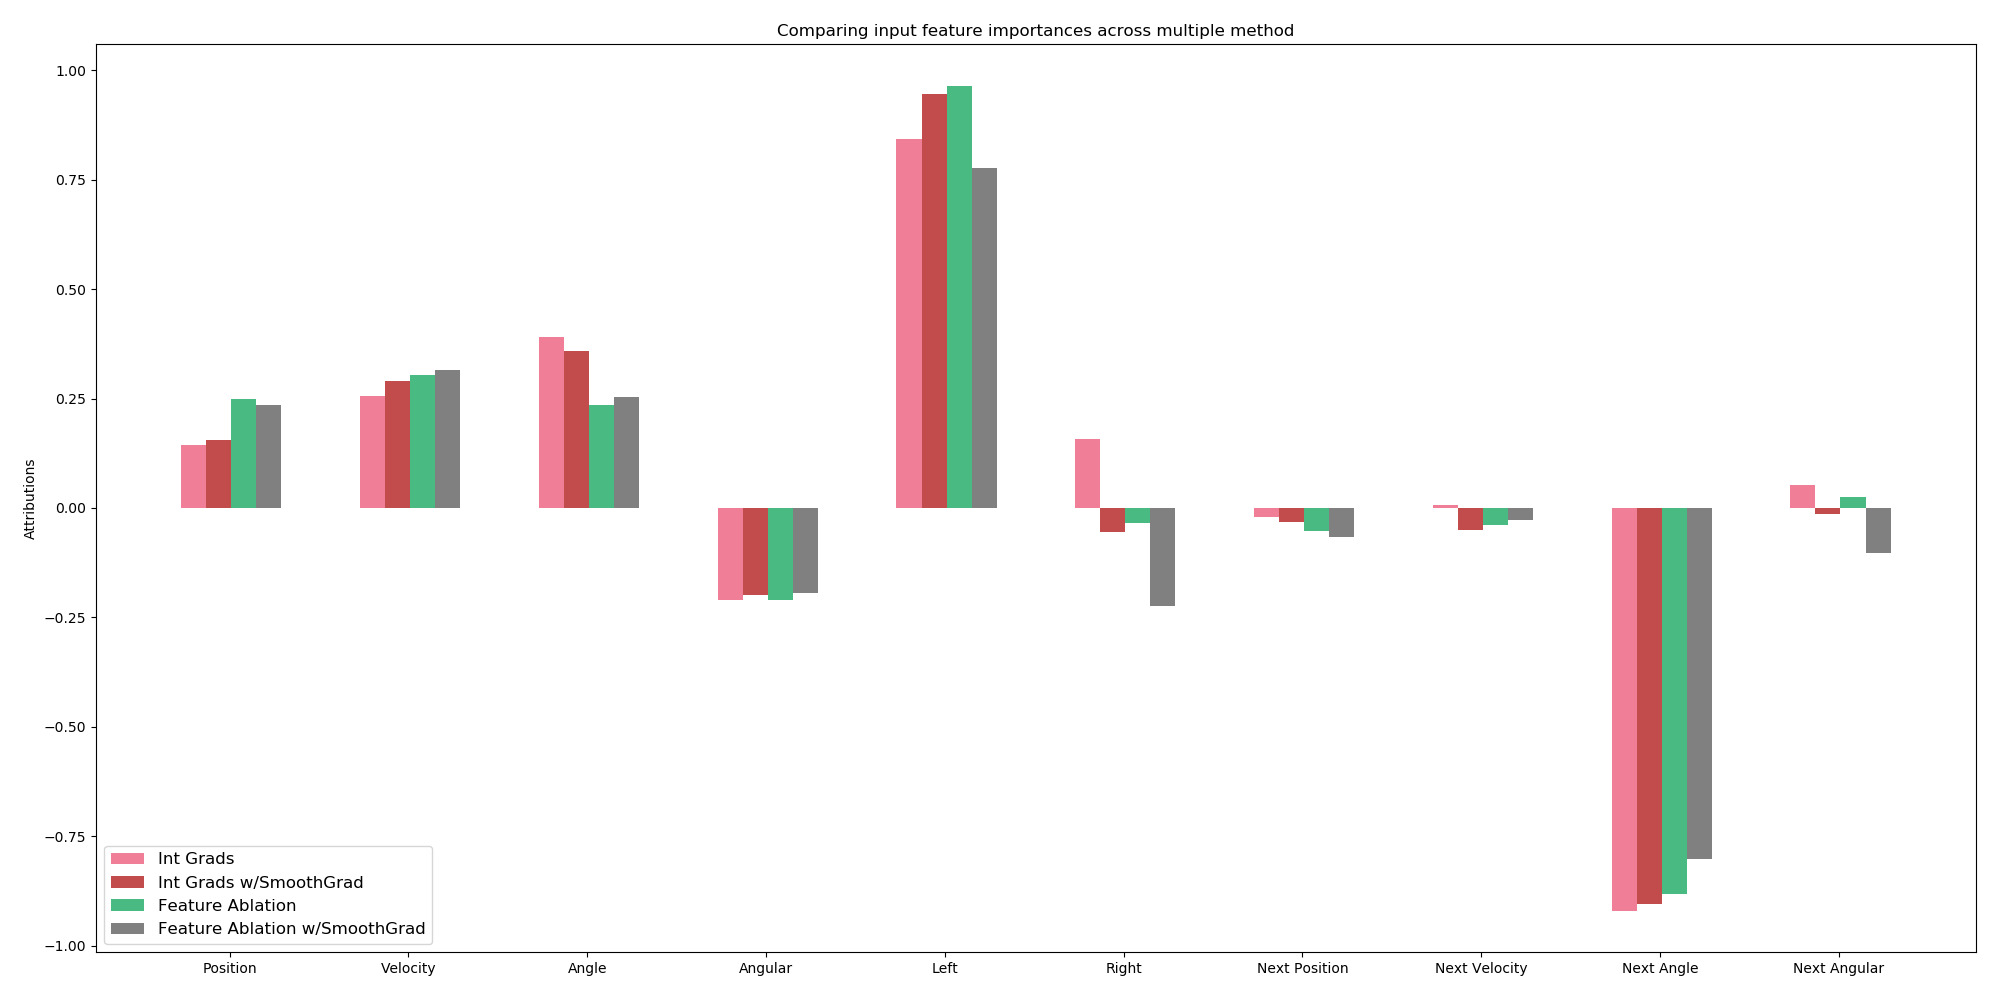 Comparing input feature importances across multiple method
Attributions
1.00
0.75
0.50
0.25
0.00
−0.25
−0.50
−0.75
−1.00
Int Grads
Int Grads w/SmoothGrad
Feature Ablation
Feature Ablation w/SmoothGrad
Position Velocity Angle Angular Left Right Next Position Next Velocity Next Angle Next Angular